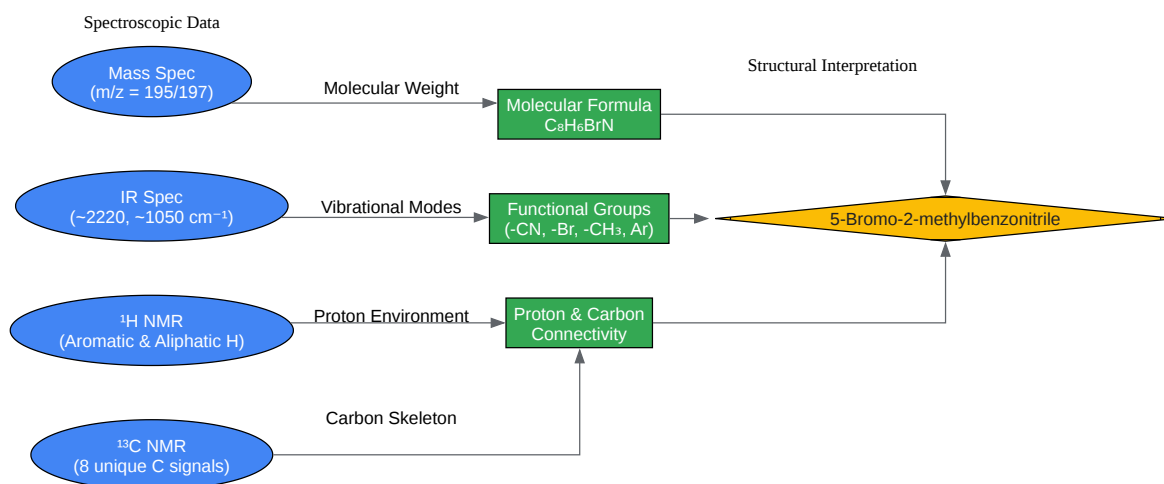 Spectroscopic Data
Structural Interpretation
Mass Spec
(m/z = 195/197)
Molecular Weight
Molecular Formula
C₈H₆BrN
IR Spec
(~2220, ~1050 cm⁻¹)
Vibrational Modes
Functional Groups
(-CN, -Br, -CH₃, Ar)
5-Bromo-2-methylbenzonitrile
¹H NMR
(Aromatic & Aliphatic H)
Proton Environment
Proton & Carbon
Connectivity
Carbon Skeleton
¹³C NMR
(8 unique C signals)